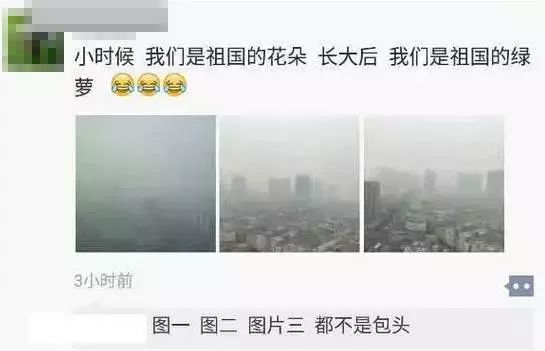 小时候 我们是祖国的花朵 长大后 我们是祖国的绿
萝 😂😂😂
3小时前
图一 图二 图片三 都不是包头